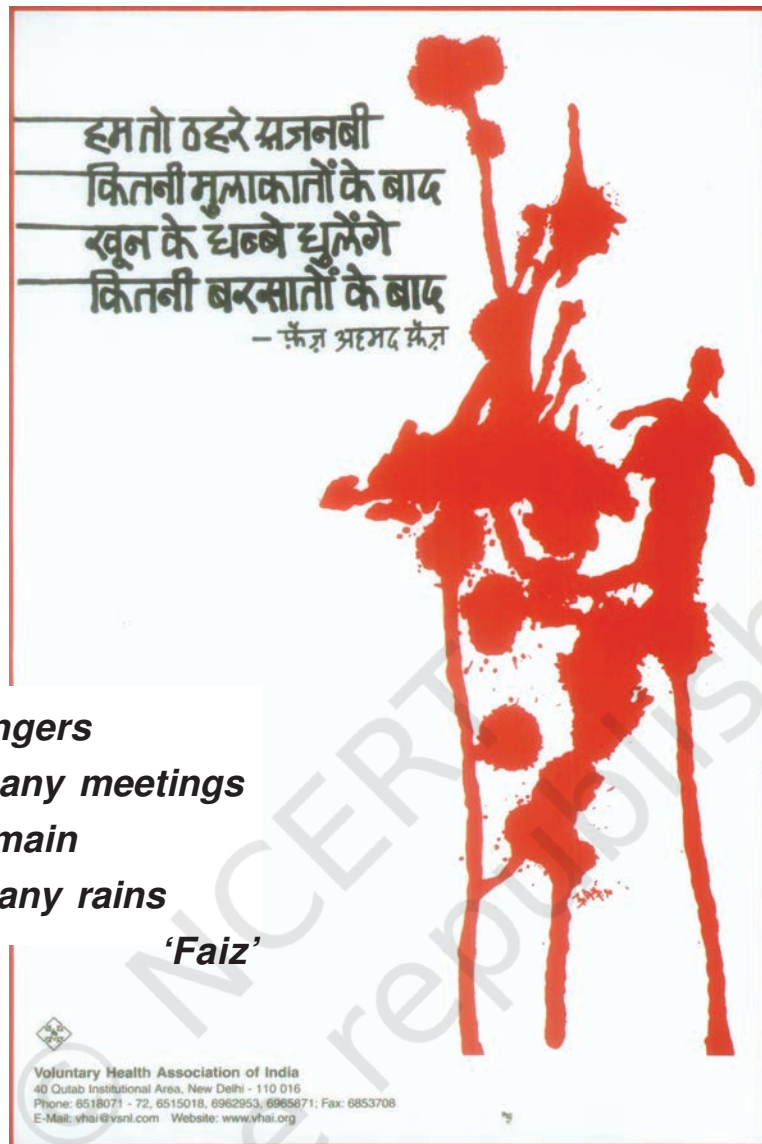 हम तो ठहरे अजनबी
कितनी मुलाकातों के बाद
खून के धब्बे धुलेंगे
कितनी बरसातों के बाद
– फ़ैज़ अहमद फ़ैज़
ngers
any meetings
main
any rains
‘Faiz’
© NCERT
e republish
Voluntary Health Association of India
40 Qutab Institutional Area, New Delhi - 110 016
Phone: 6518071 - 72, 6515018, 6962953, 6965871; Fax: 6853708
E-Mail: vhai@vsnl.com Website: www.vhai.org